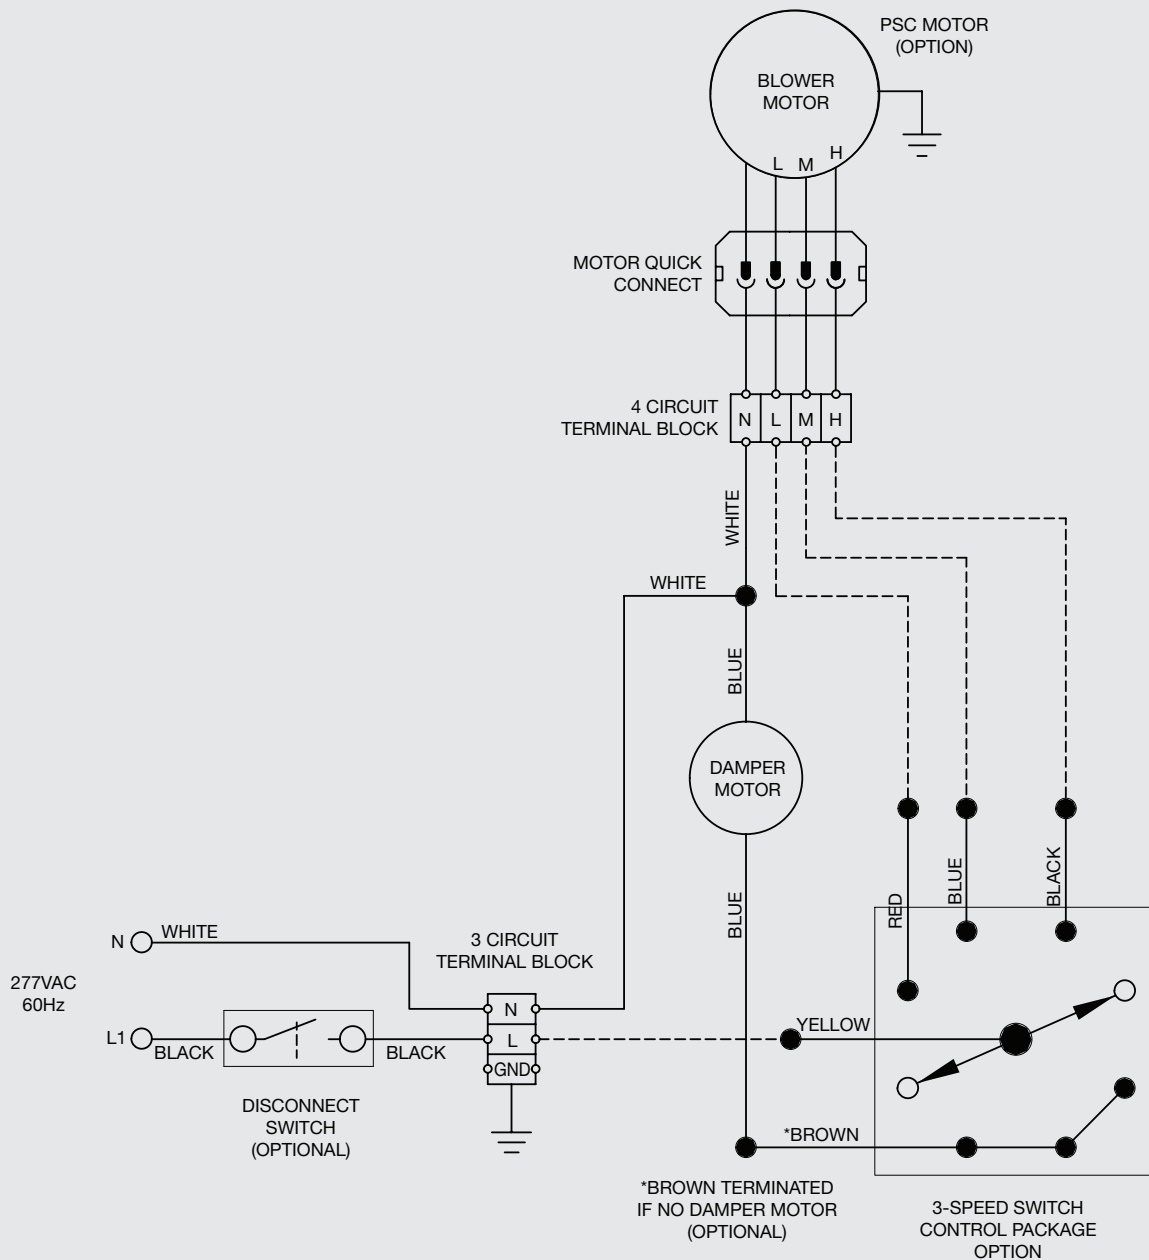 PSC MOTOR
(OPTION)
BLOWER
MOTOR
L
M
H
MOTOR QUICK
CONNECT
4 CIRCUIT
TERMINAL BLOCK
N
L
M
H
WHITE
WHITE
BLUE
DAMPER
MOTOR
BLUE
RED
BLUE
BLACK
N
WHITE
3 CIRCUIT
TERMINAL BLOCK
277VAC
60Hz
N
L
GND
L1
BLACK
BLACK
YELLOW
DISCONNECT
SWITCH
(OPTIONAL)
*BROWN
*BROWN TERMINATED
IF NO DAMPER MOTOR
(OPTIONAL)
3-SPEED SWITCH
CONTROL PACKAGE
OPTION